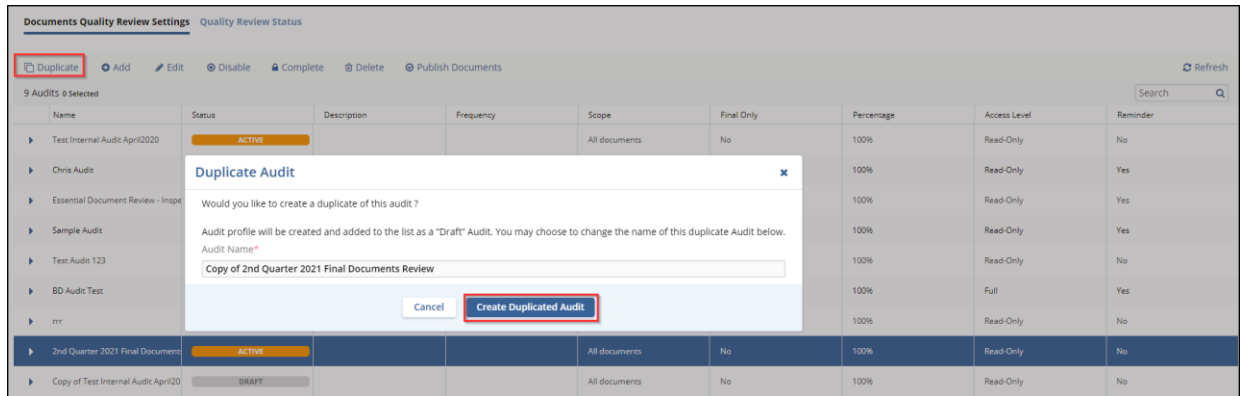 Documents Quality Review Settings Quality Review Status
Duplicate Add Edit Disable Complete Delete Publish Documents Refresh
9 Audits 0 Selected Search
Name Status Description Frequency Scope Final Only Percentage Access Level Reminder
Test Internal Audit April2020 ACTIVE All documents No 100% Read-Only No
Chris Audit 100% Read-Only Yes
Essential Document Review - Inspe 100% Read-Only Yes
Sample Audit 100% Read-Only Yes
Test Audit 123 100% Read-Only No
BD Audit Test 100% Full Yes
rrr 100% Read-Only No
Duplicate Audit
Would you like to create a duplicate of this audit ?
Audit profile will be created and added to the list as a "Draft" Audit. You may choose to change the name of this duplicate Audit below.
Audit Name*
Copy of 2nd Quarter 2021 Final Documents Review
Cancel Create Duplicated Audit
2nd Quarter 2021 Final Documents ACTIVE All documents No 100% Read-Only No
Copy of Test Internal Audit April20 DRAFT All documents No 100% Read-Only No